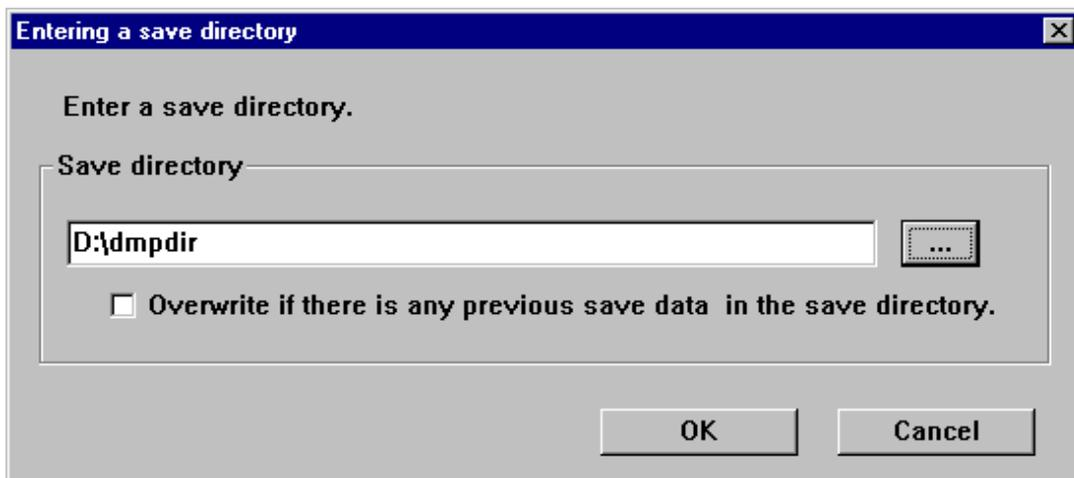 Entering a save directory
Enter a save directory.
Save directory
D:\dmpdir
...
Overwrite if there is any previous save data  in the save directory.
OK
Cancel